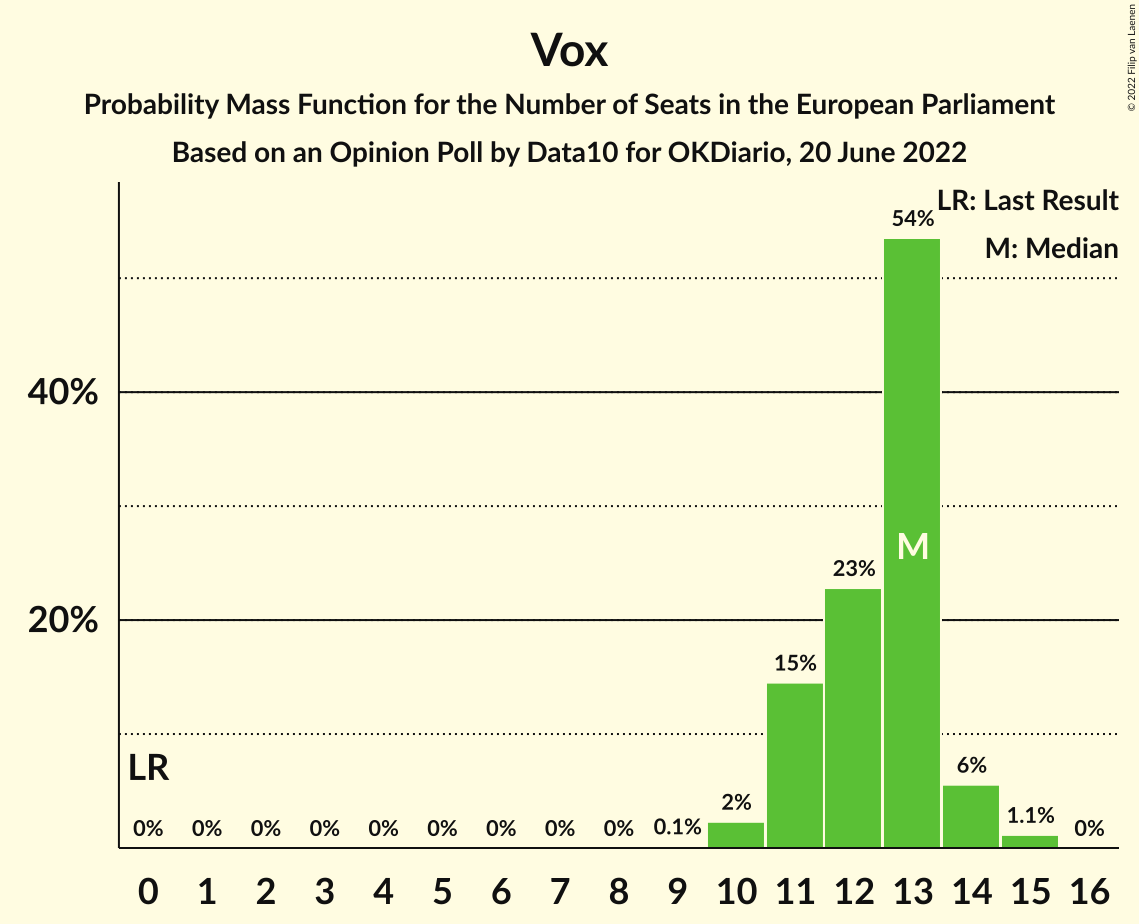 Vox
Probability Mass Function for the Number of Seats in the European Parliament
Based on an Opinion Poll by Data10 for OKDiario, 20 June 2022
© 2022 Filip van Laenen
LR: Last Result
M: Median
40%
20%
LR
M
0% 0% 0% 0% 0% 0% 0% 0% 0% 0.1% 2% 15% 23% 54% 6% 1.1% 0%
0 1 2 3 4 5 6 7 8 9 10 11 12 13 14 15 16